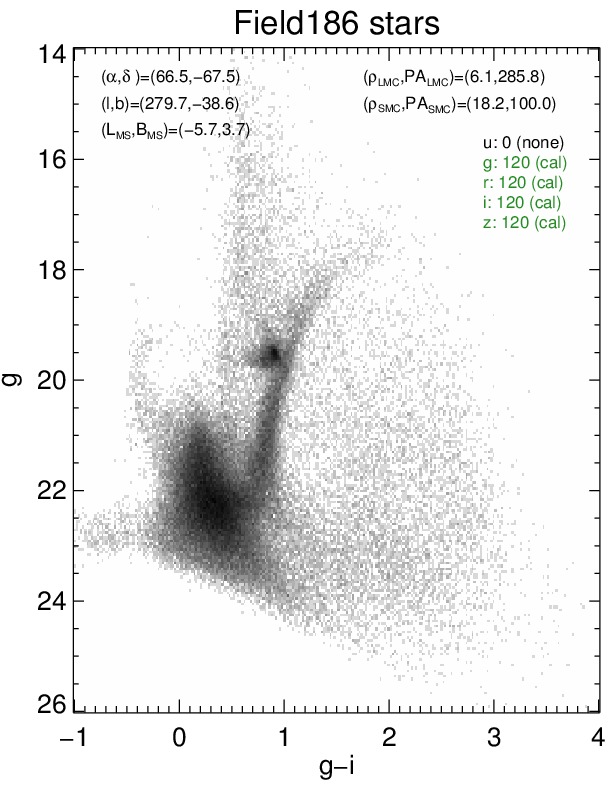 Field186 stars
(α,δ )=(66.5,−67.5)
(ρLMC,PALMC)=(6.1,285.8)
(l,b)=(279.7,−38.6)
(ρSMC,PASMC)=(18.2,100.0)
(LMS,BMS)=(−5.7,3.7)
u: 0 (none)
g: 120 (cal)
r: 120 (cal)
i: 120 (cal)
z: 120 (cal)
14
16
18
20
22
24
26
g
−1 0 1 2 3 4
g−i